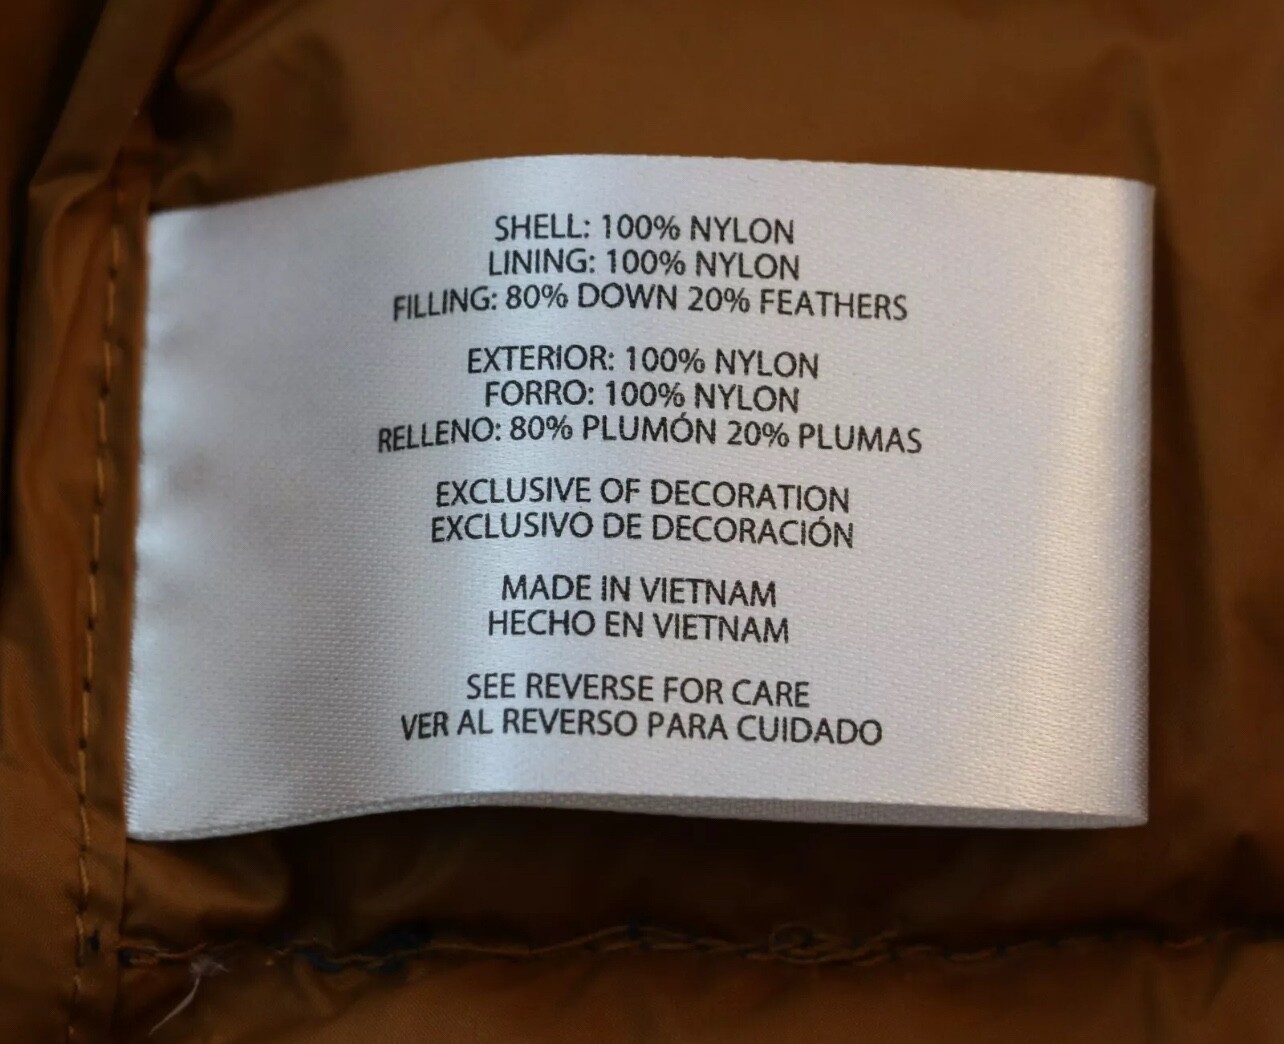 SHELL: 100% NYLON
LINING: 100% NYLON
FILLING: 80% DOWN 20% FEATHERS
EXTERIOR: 100% NYLON
FORRO: 100% NYLON
RELLENO: 80% PLUMÓN 20% PLUMAS
EXCLUSIVE OF DECORATION
EXCLUSIVO DE DECORACIÓN
MADE IN VIETNAM
HECHO EN VIETNAM
SEE REVERSE FOR CARE
VER AL REVERSO PARA CUIDADO